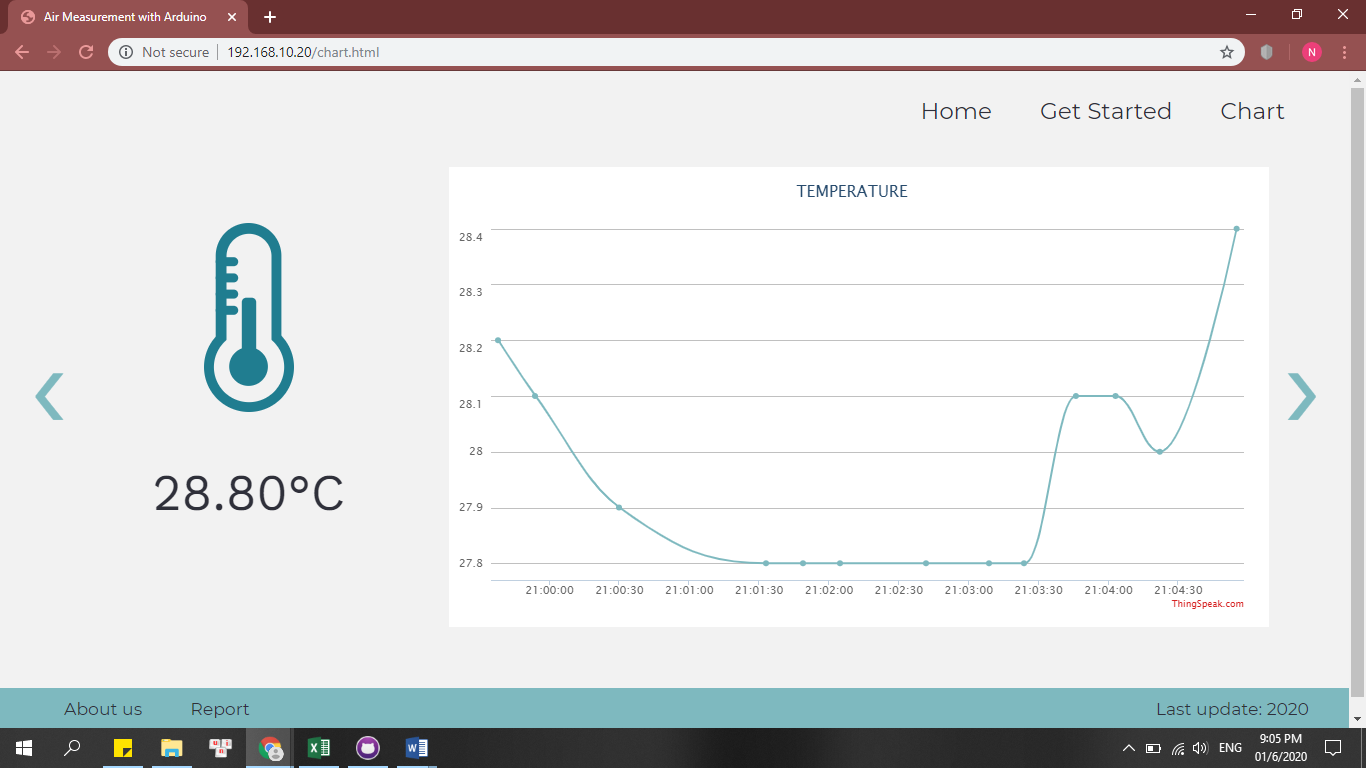 Air Measurement with Arduino
Not secure 192.168.10.20/chart.html
N
Home Get Started Chart
TEMPERATURE
28.4
28.3
28.2
28.1
28
27.9
27.8
21:00:00 21:00:30 21:01:00 21:01:30 21:02:00 21:02:30 21:03:00 21:03:30 21:04:00 21:04:30
ThingSpeak.com
28.80°C
About us Report Last update: 2020
ENG
9:05 PM
01/6/2020